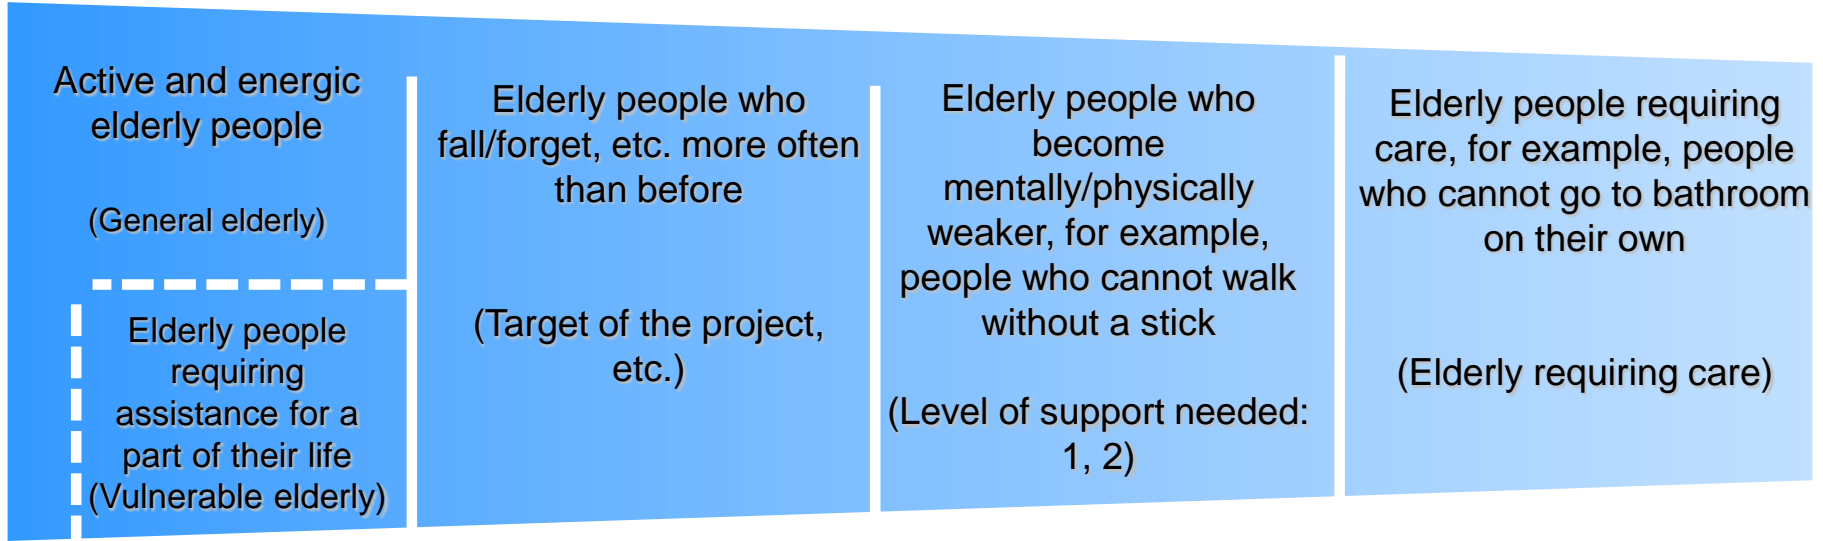 Active and energic
elderly people
(General elderly)
Elderly people
requiring
assistance for a
part of their life
(Vulnerable elderly)
Elderly people who
fall/forget, etc. more often
than before
(Target of the project,
etc.)
Elderly people who
become
mentally/physically
weaker, for example,
people who cannot walk
without a stick
(Level of support needed:
1, 2)
Elderly people requiring
care, for example, people
who cannot go to bathroom
on their own
(Elderly requiring care)